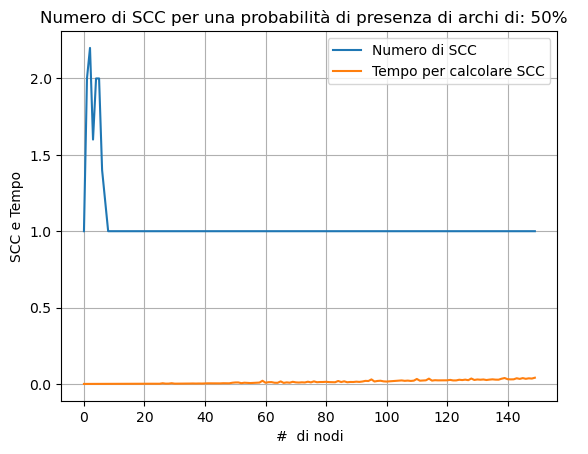 Numero di SCC per una probabilità di presenza di archi di: 50%
Numero di SCC
Tempo per calcolare SCC
SCC e Tempo
2.0
1.5
1.0
0.5
0.0
0 20 40 60 80 100 120 140
#  di nodi